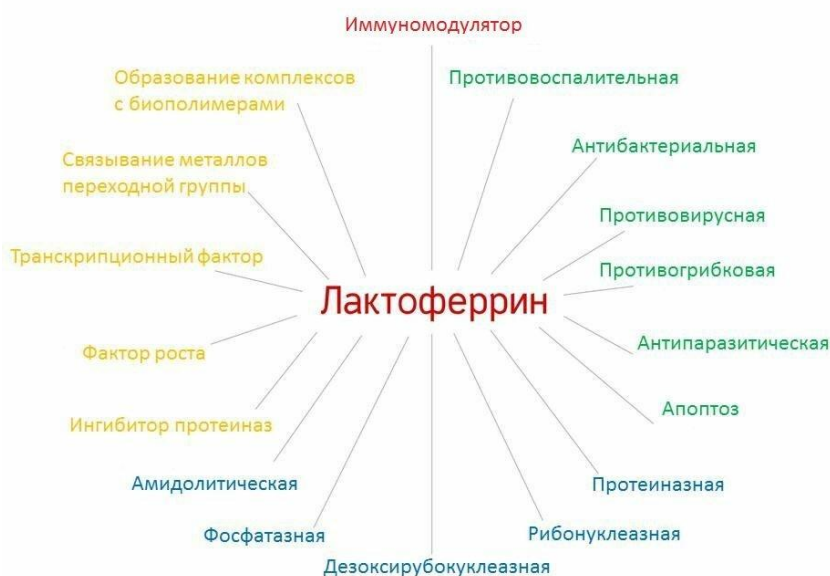 Иммуномодулятор
Образование комплексов
с биополимерами
Противовоспалительная
Антибактериальная
Связывание металлов
переходной группы
Противовирусная
Транскрипционный фактор
Противогрибковая
Лактоферрин
Фактор роста
Антипаразитическая
Апоптоз
Ингибитор протеиназ
Амидолитическая
Протеиназная
Фосфатазная
Рибонуклеазная
Дезоксирубокуклеазная